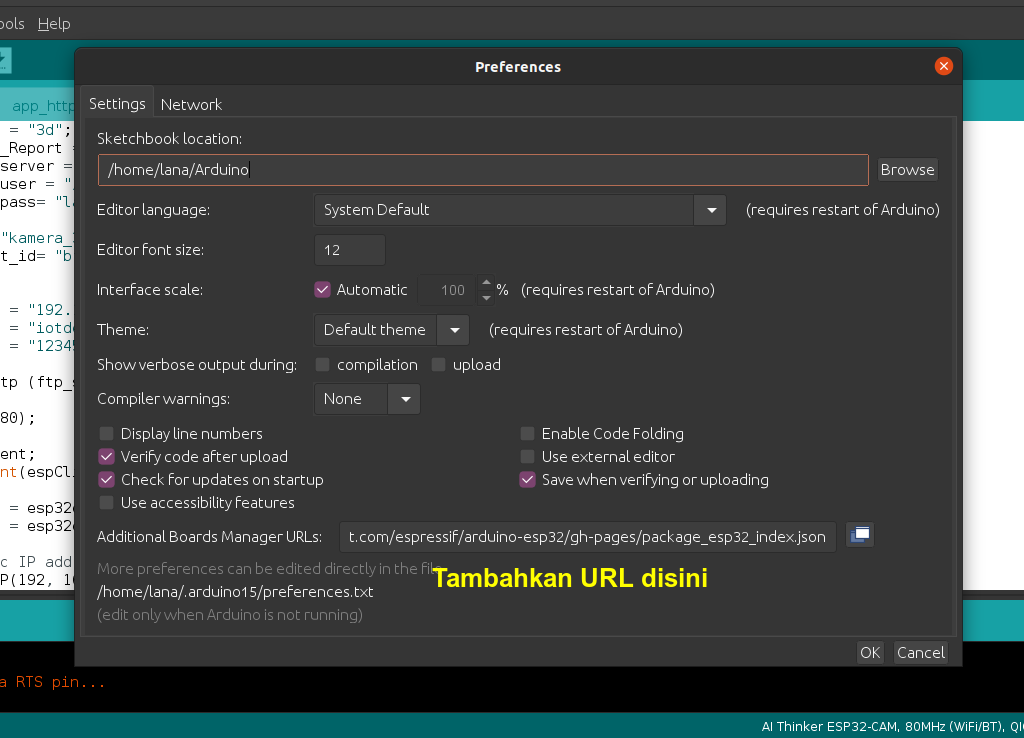 Help
Preferences
Settings Network
app_http
Sketchbook location:
= "3d";
_Report
/home/lana/Arduino Browse
server =
user = "
pass= "l
Editor language: System Default (requires restart of Arduino)
"kamera_
t_id= "b
Editor font size: 12
Interface scale: Automatic 100 % (requires restart of Arduino)
= "192.
= "iotd
= "12345
Theme: Default theme (requires restart of Arduino)
Show verbose output during: compilation upload
tp (ftp_s
Compiler warnings: None
80);
Display line numbers Enable Code Folding
ent;
Verify code after upload Use external editor
nt(espCl
Check for updates on startup Save when verifying or uploading
Use accessibility features
= esp32
= esp32
Additional Boards Manager URLs: t.com/espressif/arduino-esp32/gh-pages/package_esp32_index.json
c IP add
More preferences can be edited directly in the file
P(192, 1
Tambahkan URL disini
/home/lana/.arduino15/preferences.txt
(edit only when Arduino is not running)
OK Cancel
a RTS pin...
AI Thinker ESP32-CAM, 80MHz (WiFi/BT), QI